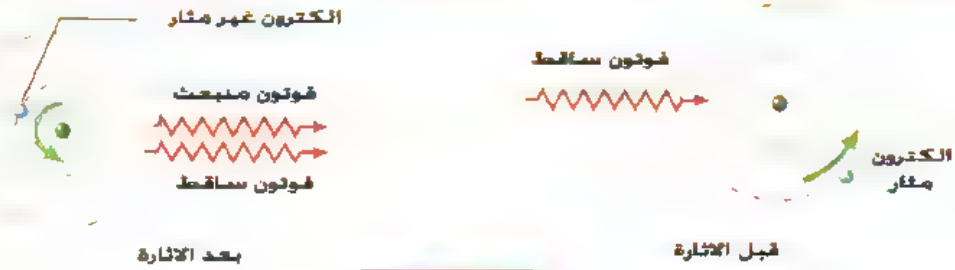 الكترون غير مثار
فوتون ساقط
فوتون منبعث
فوتون ساقط
الكترون
مثار
قبل الاثارة
بعد الاثارة